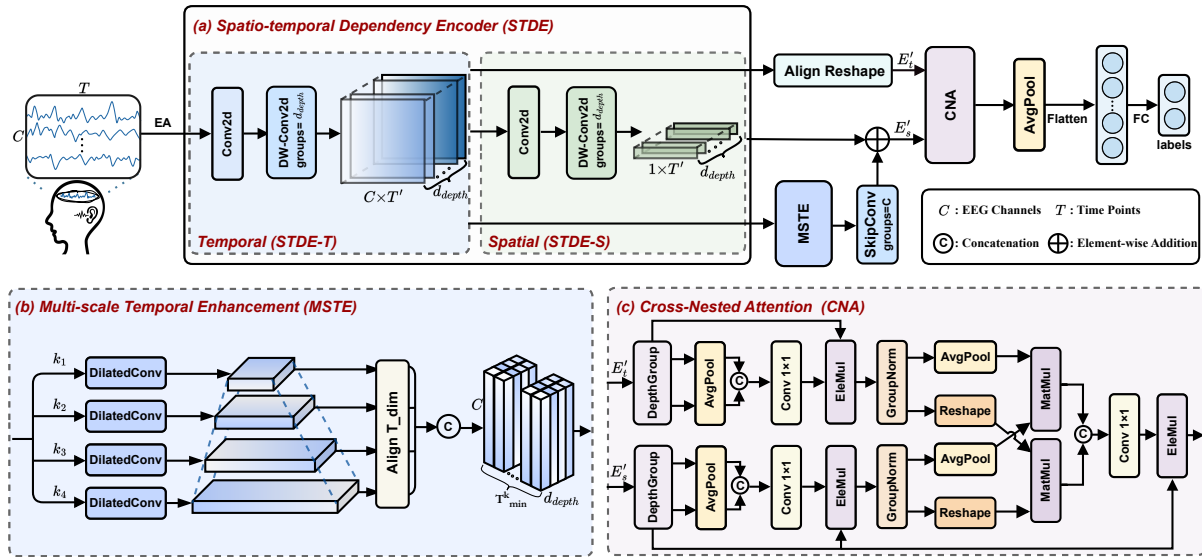 (a) Spatio-temporal Dependency Encoder (STDE)
T
C
EA
Conv2d
DW-Conv2d
groups= d_depth
C×T′
d_depth
Temporal (STDE-T)
Conv2d
DW-Conv2d
groups= d_depth
1×T′
d_depth
Spatial (STDE-S)
Align Reshape
E′_t
E′_s
MSTE
SkipConv
groups=C
CNA
AvgPool
Flatten
FC
labels
C : EEG Channels
T : Time Points
C : Concatenation
: Element-wise Addition
(b) Multi-scale Temporal Enhancement (MSTE)
k₁
DilatedConv
k₂
DilatedConv
k₃
DilatedConv
k₄
DilatedConv
Align T_dim
C
C
T^k_min
d_depth
(c) Cross-Nested Attention (CNA)
E′_t
DepthGroup
AvgPool
C
Conv 1×1
EleMul
GroupNorm
AvgPool
Reshape
MatMul
E′_s
DepthGroup
AvgPool
C
Conv 1×1
EleMul
GroupNorm
AvgPool
Reshape
MatMul
C
Conv 1×1
EleMul